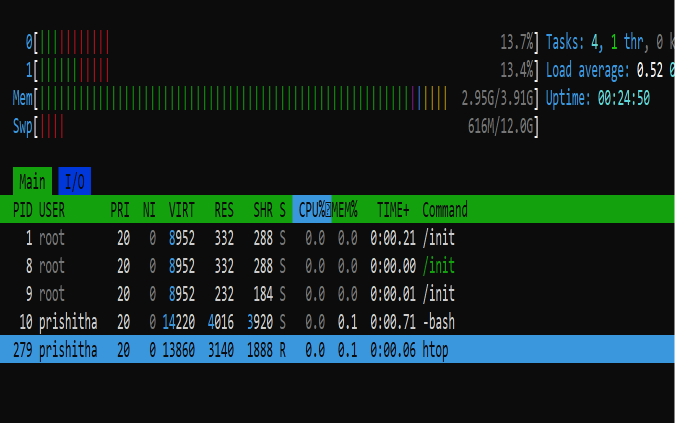 0[||||||||||| 13.7%] Tasks: 4, 1 thr, 0 k
1[||||||||||| 13.4%] Load average: 0.52 0
Mem[||||||||||||||||||||||||||||||||||||||||||||||||||||||||||||||| 2.95G/3.91G] Uptime: 00:24:50
Swp[|||| 616M/12.0G]
Main I/O
PID USER PRI NI VIRT RES SHR S CPU% MEM% TIME+ Command
1 root 20 0 8952 332 288 S 0.0 0.0 0:00.21 /init
8 root 20 0 8952 332 288 S 0.0 0.0 0:00.00 /init
9 root 20 0 8952 232 184 S 0.0 0.0 0:00.01 /init
10 prishitha 20 0 14220 4016 3920 S 0.0 0.1 0:00.71 -bash
279 prishitha 20 0 13860 3140 1888 R 0.0 0.1 0:00.06 htop